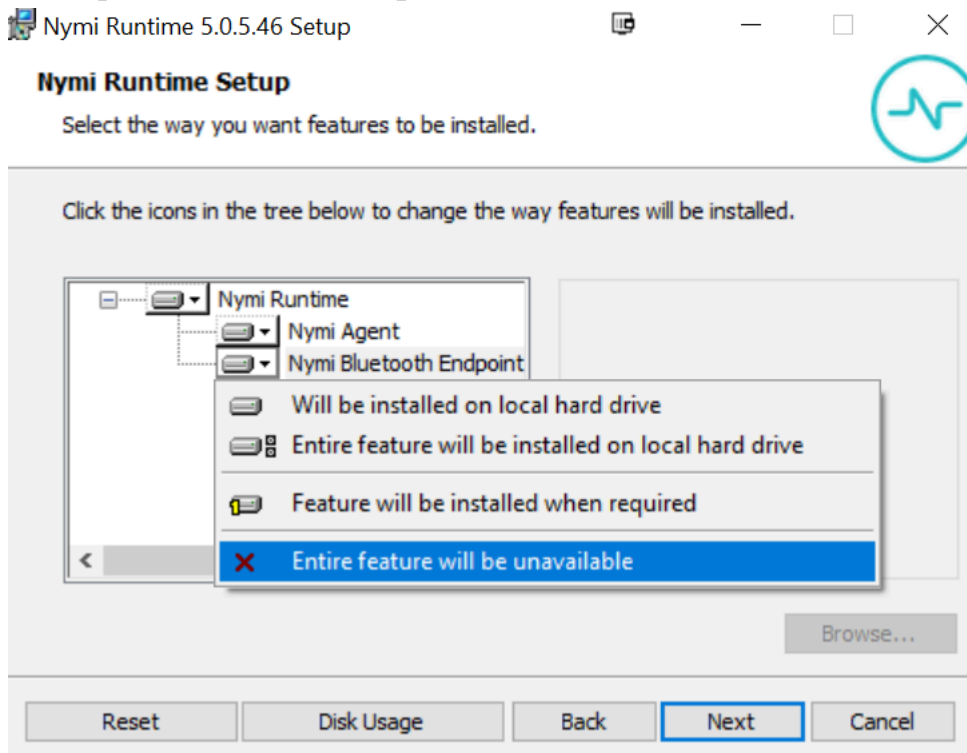 Nymi Runtime 5.0.5.46 Setup
Nymi Runtime Setup
Select the way you want features to be installed.
Click the icons in the tree below to change the way features will be installed.
Nymi Runtime
Nymi Agent
Nymi Bluetooth Endpoint
Will be installed on local hard drive
Entire feature will be installed on local hard drive
Feature will be installed when required
Entire feature will be unavailable
Browse...
Reset Disk Usage Back Next Cancel